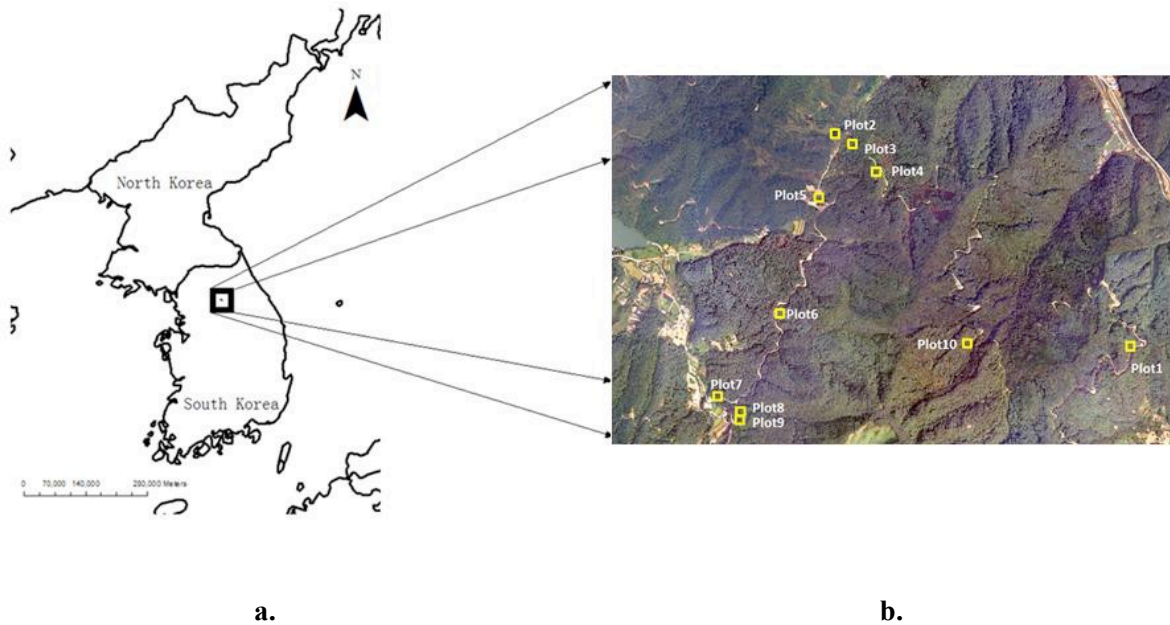 N
North Korea
South Korea
0 70,000 140,000 280,000 Meters
Plot2
Plot3
Plot4
Plot5
Plot6
Plot10
Plot1
Plot7
Plot8
Plot9
a.
b.